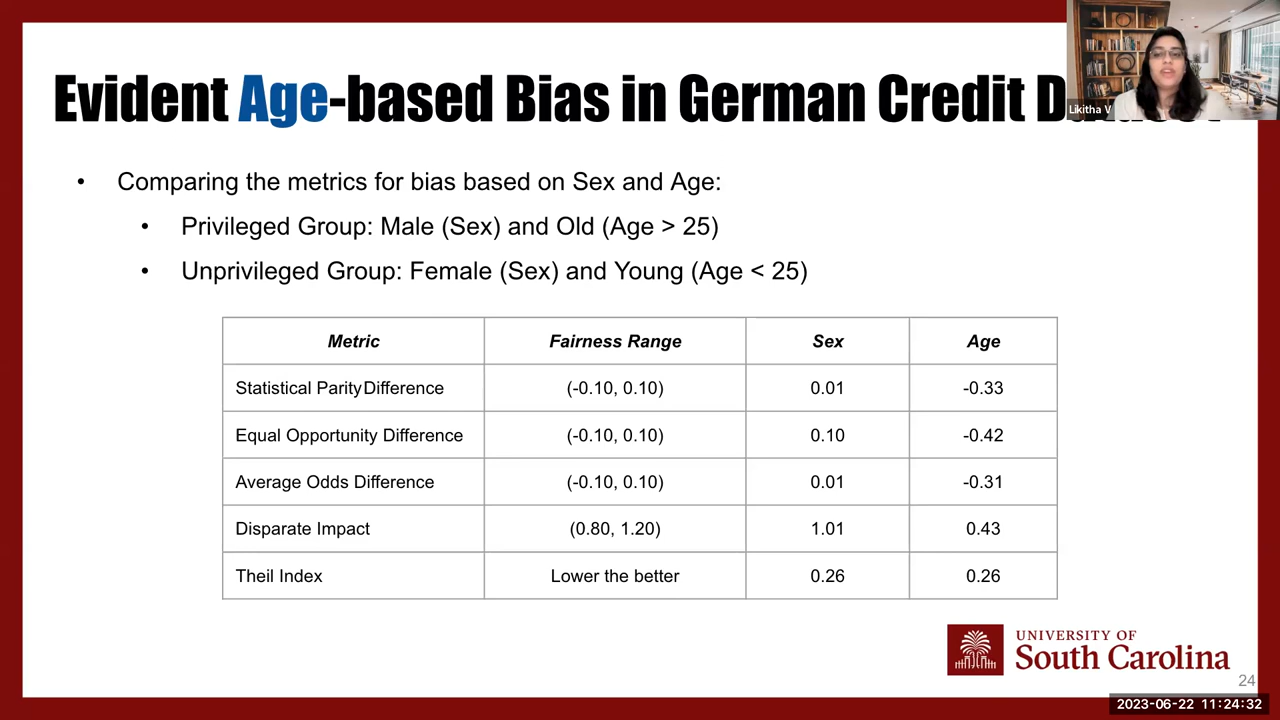 Evident Age-based Bias in German Credit
Likitha V
• Comparing the metrics for bias based on Sex and Age:
• Privileged Group: Male (Sex) and Old (Age > 25)
• Unprivileged Group: Female (Sex) and Young (Age < 25)
Metric Fairness Range Sex Age
Statistical Parity Difference (-0.10, 0.10) 0.01 -0.33
Equal Opportunity Difference (-0.10, 0.10) 0.10 -0.42
Average Odds Difference (-0.10, 0.10) 0.01 -0.31
Disparate Impact (0.80, 1.20) 1.01 0.43
Theil Index Lower the better 0.26 0.26
UNIVERSITY OF
South Carolina
24
2023-06-22 11:24:32